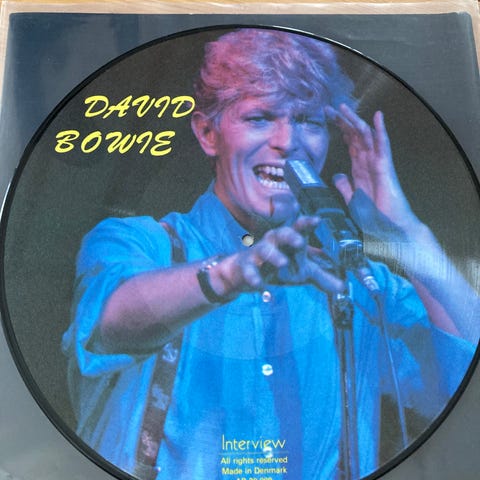 DAVID
BOWIE
Interview
All rights reserved
Made in Denmark